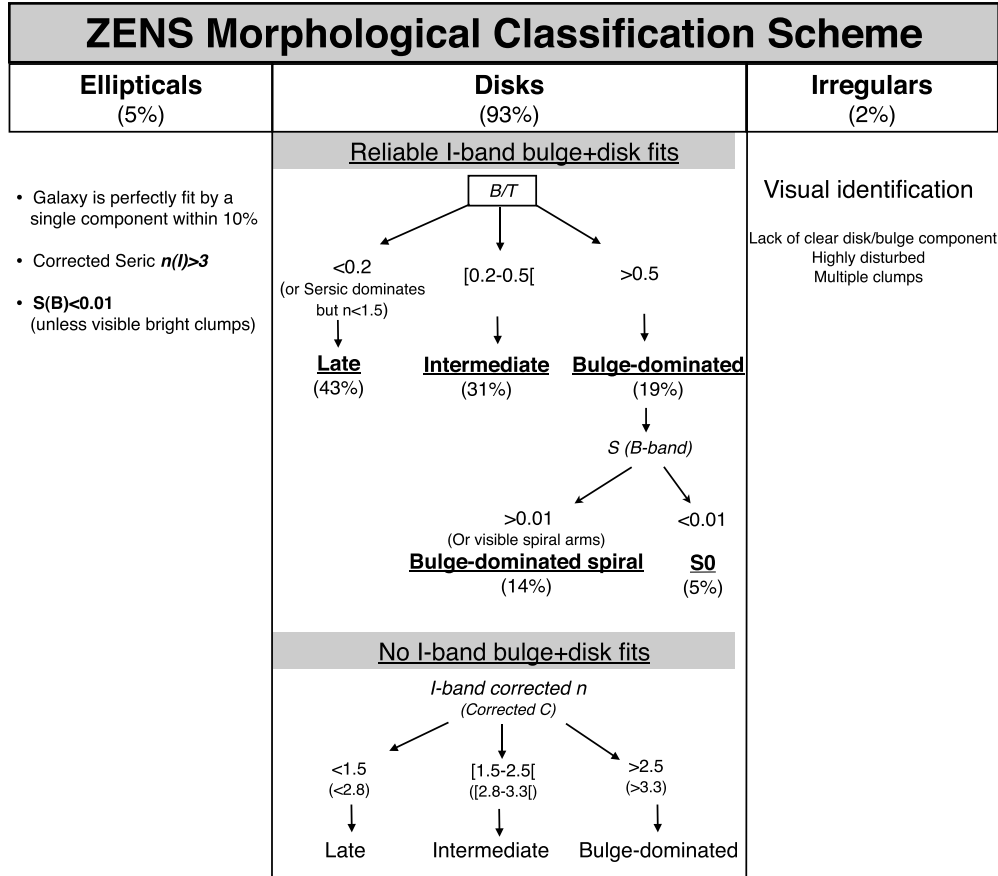 ZENS Morphological Classification Scheme
Ellipticals
(5%)
Disks
(93%)
Irregulars
(2%)
• Galaxy is perfectly fit by a
single component within 10%
• Corrected Seric n(I)>3
• S(B)<0.01
(unless visible bright clumps)
Reliable I-band bulge+disk fits
B/T
<0.2
(or Sersic dominates
but n<1.5)
[0.2-0.5[
>0.5
Late
(43%)
Intermediate
(31%)
Bulge-dominated
(19%)
S (B-band)
>0.01
(Or visible spiral arms)
Bulge-dominated spiral
(14%)
<0.01
S0
(5%)
No I-band bulge+disk fits
I-band corrected n
(Corrected C)
<1.5
(<2.8)
[1.5-2.5[
([2.8-3.3[)
>2.5
(>3.3)
Late
Intermediate
Bulge-dominated
Visual identification
Lack of clear disk/bulge component
Highly disturbed
Multiple clumps